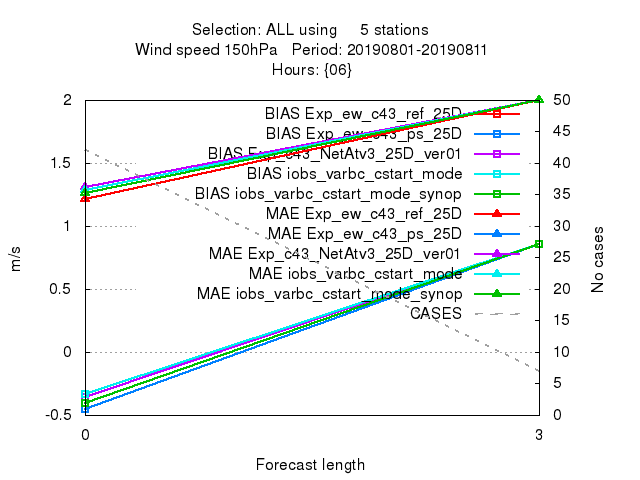 Selection: ALL using 5 stations
Wind speed 150hPa Period: 20190801-20190811
Hours: {06}
2
1.5
1
0.5
0
-0.5
m/s
50
45
40
35
30
25
20
15
10
5
0
No cases
BIAS Exp_ew_c43_ref_25D
BIAS Exp_ew_c43_ps_25D
BIAS Exp_c43_NetAtv3_25D_ver01
BIAS iobs_varbc_cstart_mode
BIAS iobs_varbc_cstart_mode_synop
MAE Exp_ew_c43_ref_25D
MAE Exp_ew_c43_ps_25D
MAE Exp_c43_NetAtv3_25D_ver01
MAE iobs_varbc_cstart_mode
MAE iobs_varbc_cstart_mode_synop
CASES
0 3
Forecast length